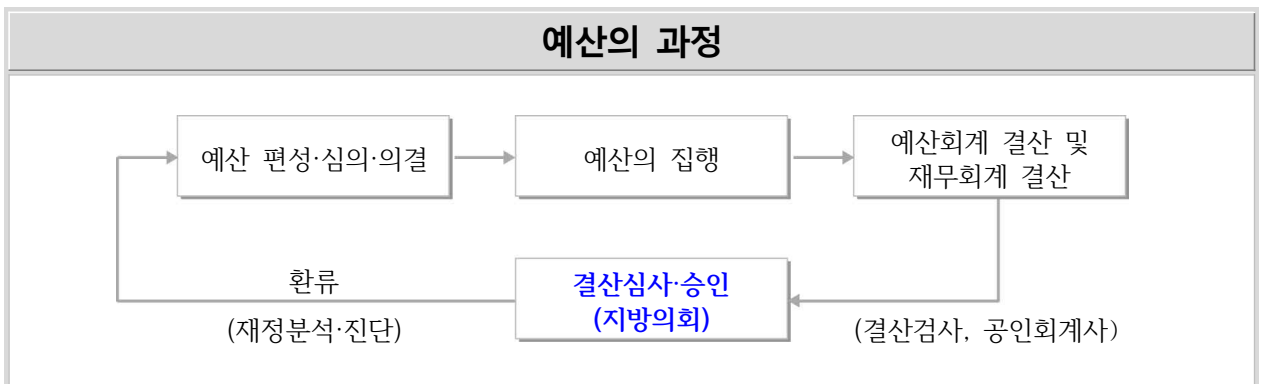 예산의 과정
예산 편성·심의·의결
예산의 집행
예산회계 결산 및
재무회계 결산
환류
(재정분석·진단)
결산심사·승인
(지방의회)
(결산검사, 공인회계사)